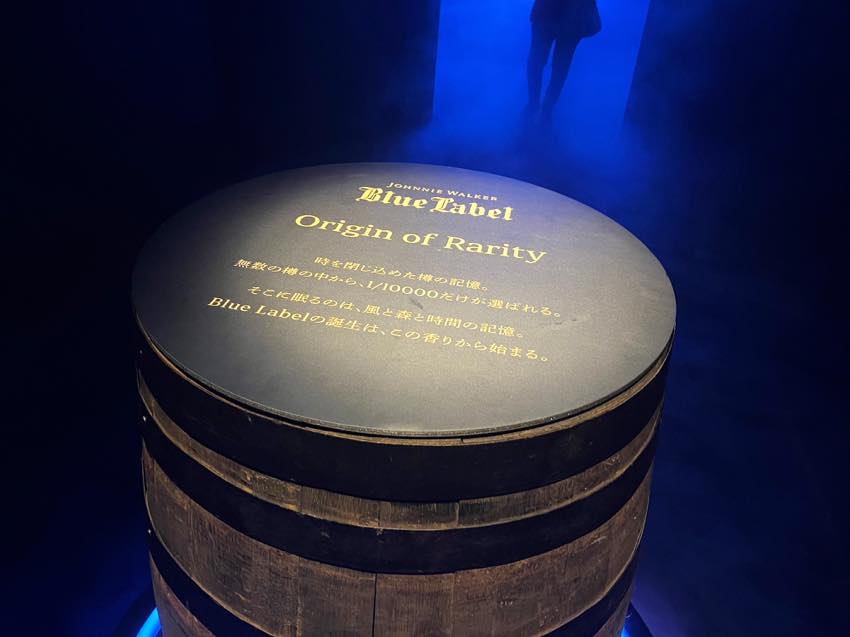 JOHNNIE WALKER
Blue Label
Origin of Rarity
時を閉じ込めた樽の記憶。
無数の樽の中から、1/10000だけが選ばれる。
そこに眠るのは、風と森と時間の記憶。
Blue Labelの誕生は、この香りから始まる。